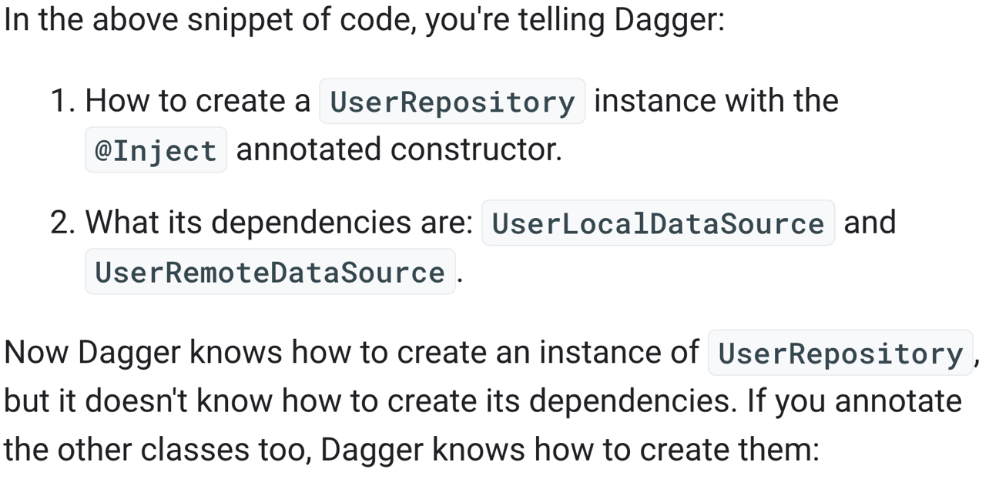 In the above snippet of code, you're telling Dagger:
1. How to create a UserRepository instance with the
@Inject annotated constructor.
2. What its dependencies are: UserLocalDataSource and
UserRemoteDataSource.
Now Dagger knows how to create an instance of UserRepository,
but it doesn't know how to create its dependencies. If you annotate
the other classes too, Dagger knows how to create them: